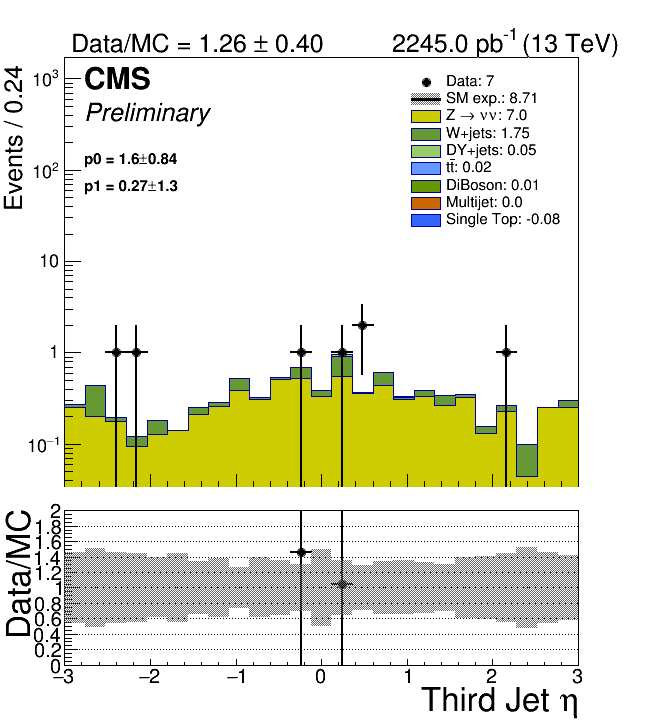 Data/MC = 1.26 ± 0.40
2245.0 pb⁻¹ (13 TeV)
Events / 0.24
10³
10²
10
1
10⁻¹
CMS
Preliminary
p0 = 1.6±0.84
p1 = 0.27±1.3
Data: 7
SM exp.: 8.71
Z → νν: 7.0
W+jets: 1.75
DY+jets: 0.05
tt̄: 0.02
DiBoson: 0.01
Multijet: 0.0
Single Top: -0.08
Data/MC
2
1.8
1.6
1.4
1.2
1
0.8
0.6
0.4
0.2
0
−3 −2 −1 0 1 2 3
Third Jet η